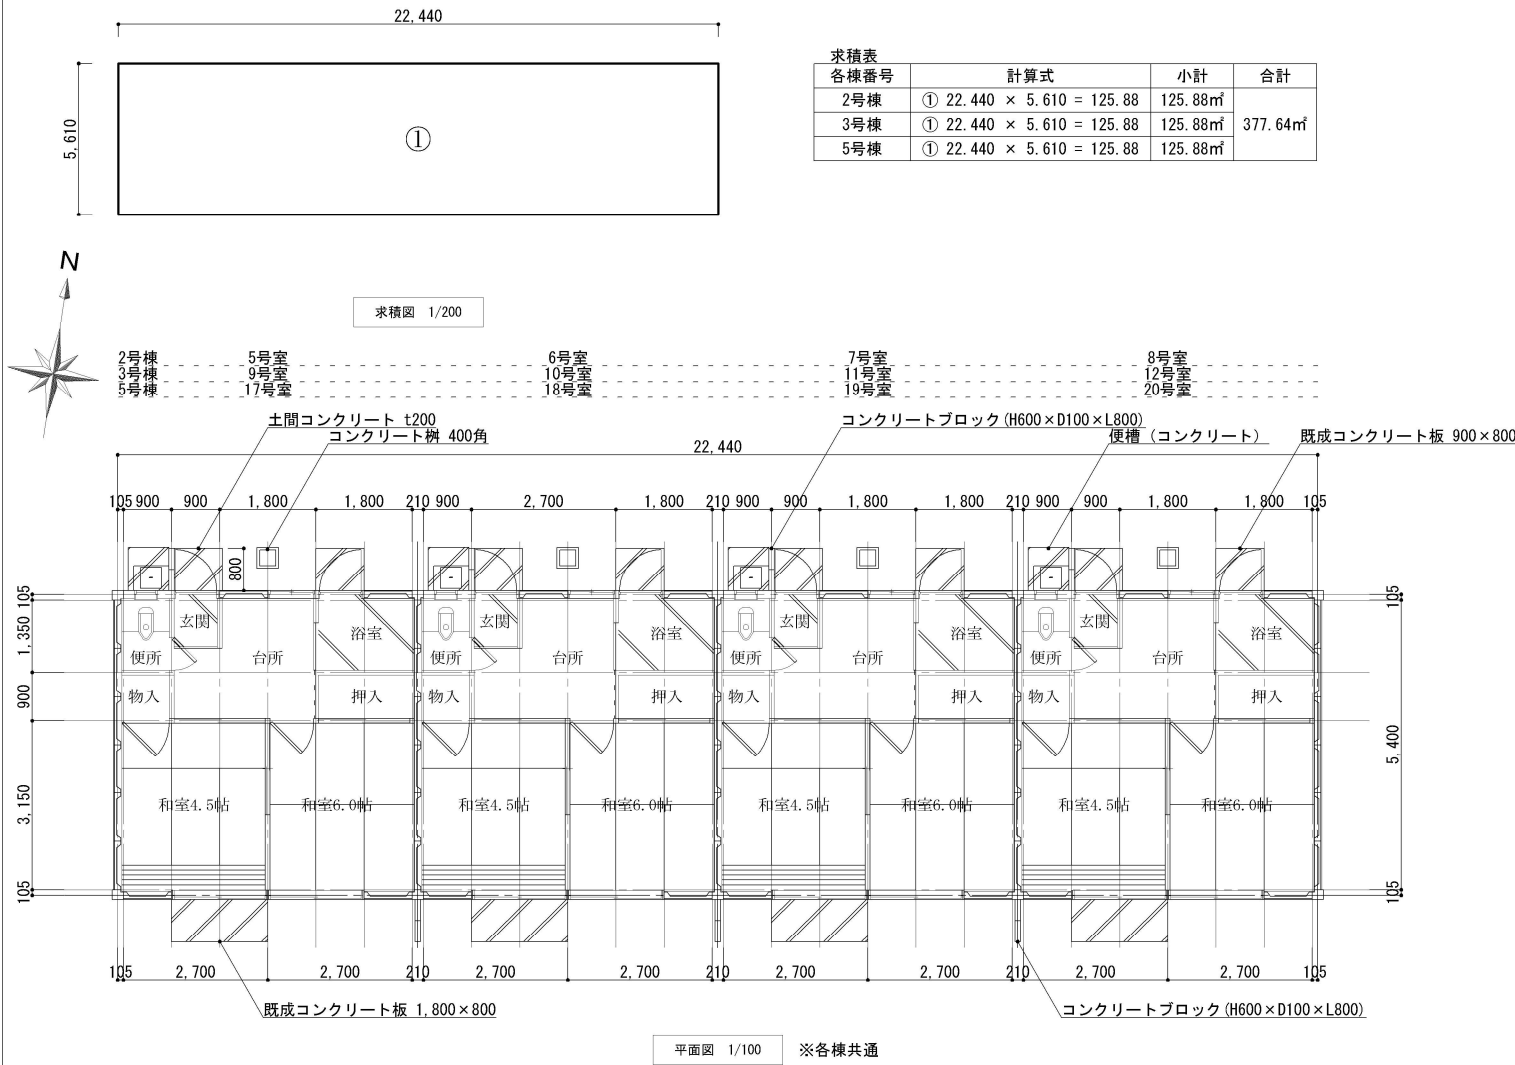 22,440
5,610
①
求積表
各棟番号 計算式 小計 合計
2号棟 ① 22.440 × 5.610 = 125.88 125.88㎡
3号棟 ① 22.440 × 5.610 = 125.88 125.88㎡ 377.64㎡
5号棟 ① 22.440 × 5.610 = 125.88 125.88㎡
N
求積図 1/200
2号棟 5号室 6号室 7号室 8号室
3号棟 9号室 10号室 11号室 12号室
5号棟 17号室 18号室 19号室 20号室
土間コンクリート t200
コンクリート桝 400角
コンクリートブロック(H600×D100×L800)
便槽（コンクリート）
既成コンクリート板 900×800
22,440
105 900 900 1,800 1,800 210 900 2,700 1,800 210 900 900 1,800 1,800 210 900 900 1,800 1,800 105
800
105 105
1,350
玄関 浴室 玄関 浴室 玄関 浴室 玄関 浴室
便所 台所 便所 台所 便所 台所 便所 台所
900
物入 押入 物入 押入 物入 押入 物入 押入
5,400
3,150
和室4.5帖 和室6.0帖 和室4.5帖 和室6.0帖 和室4.5帖 和室6.0帖 和室4.5帖 和室6.0帖
105 105
105 2,700 2,700 210 2,700 2,700 210 2,700 2,700 210 2,700 2,700 105
既成コンクリート板 1,800×800
コンクリートブロック(H600×D100×L800)
平面図 1/100 ※各棟共通